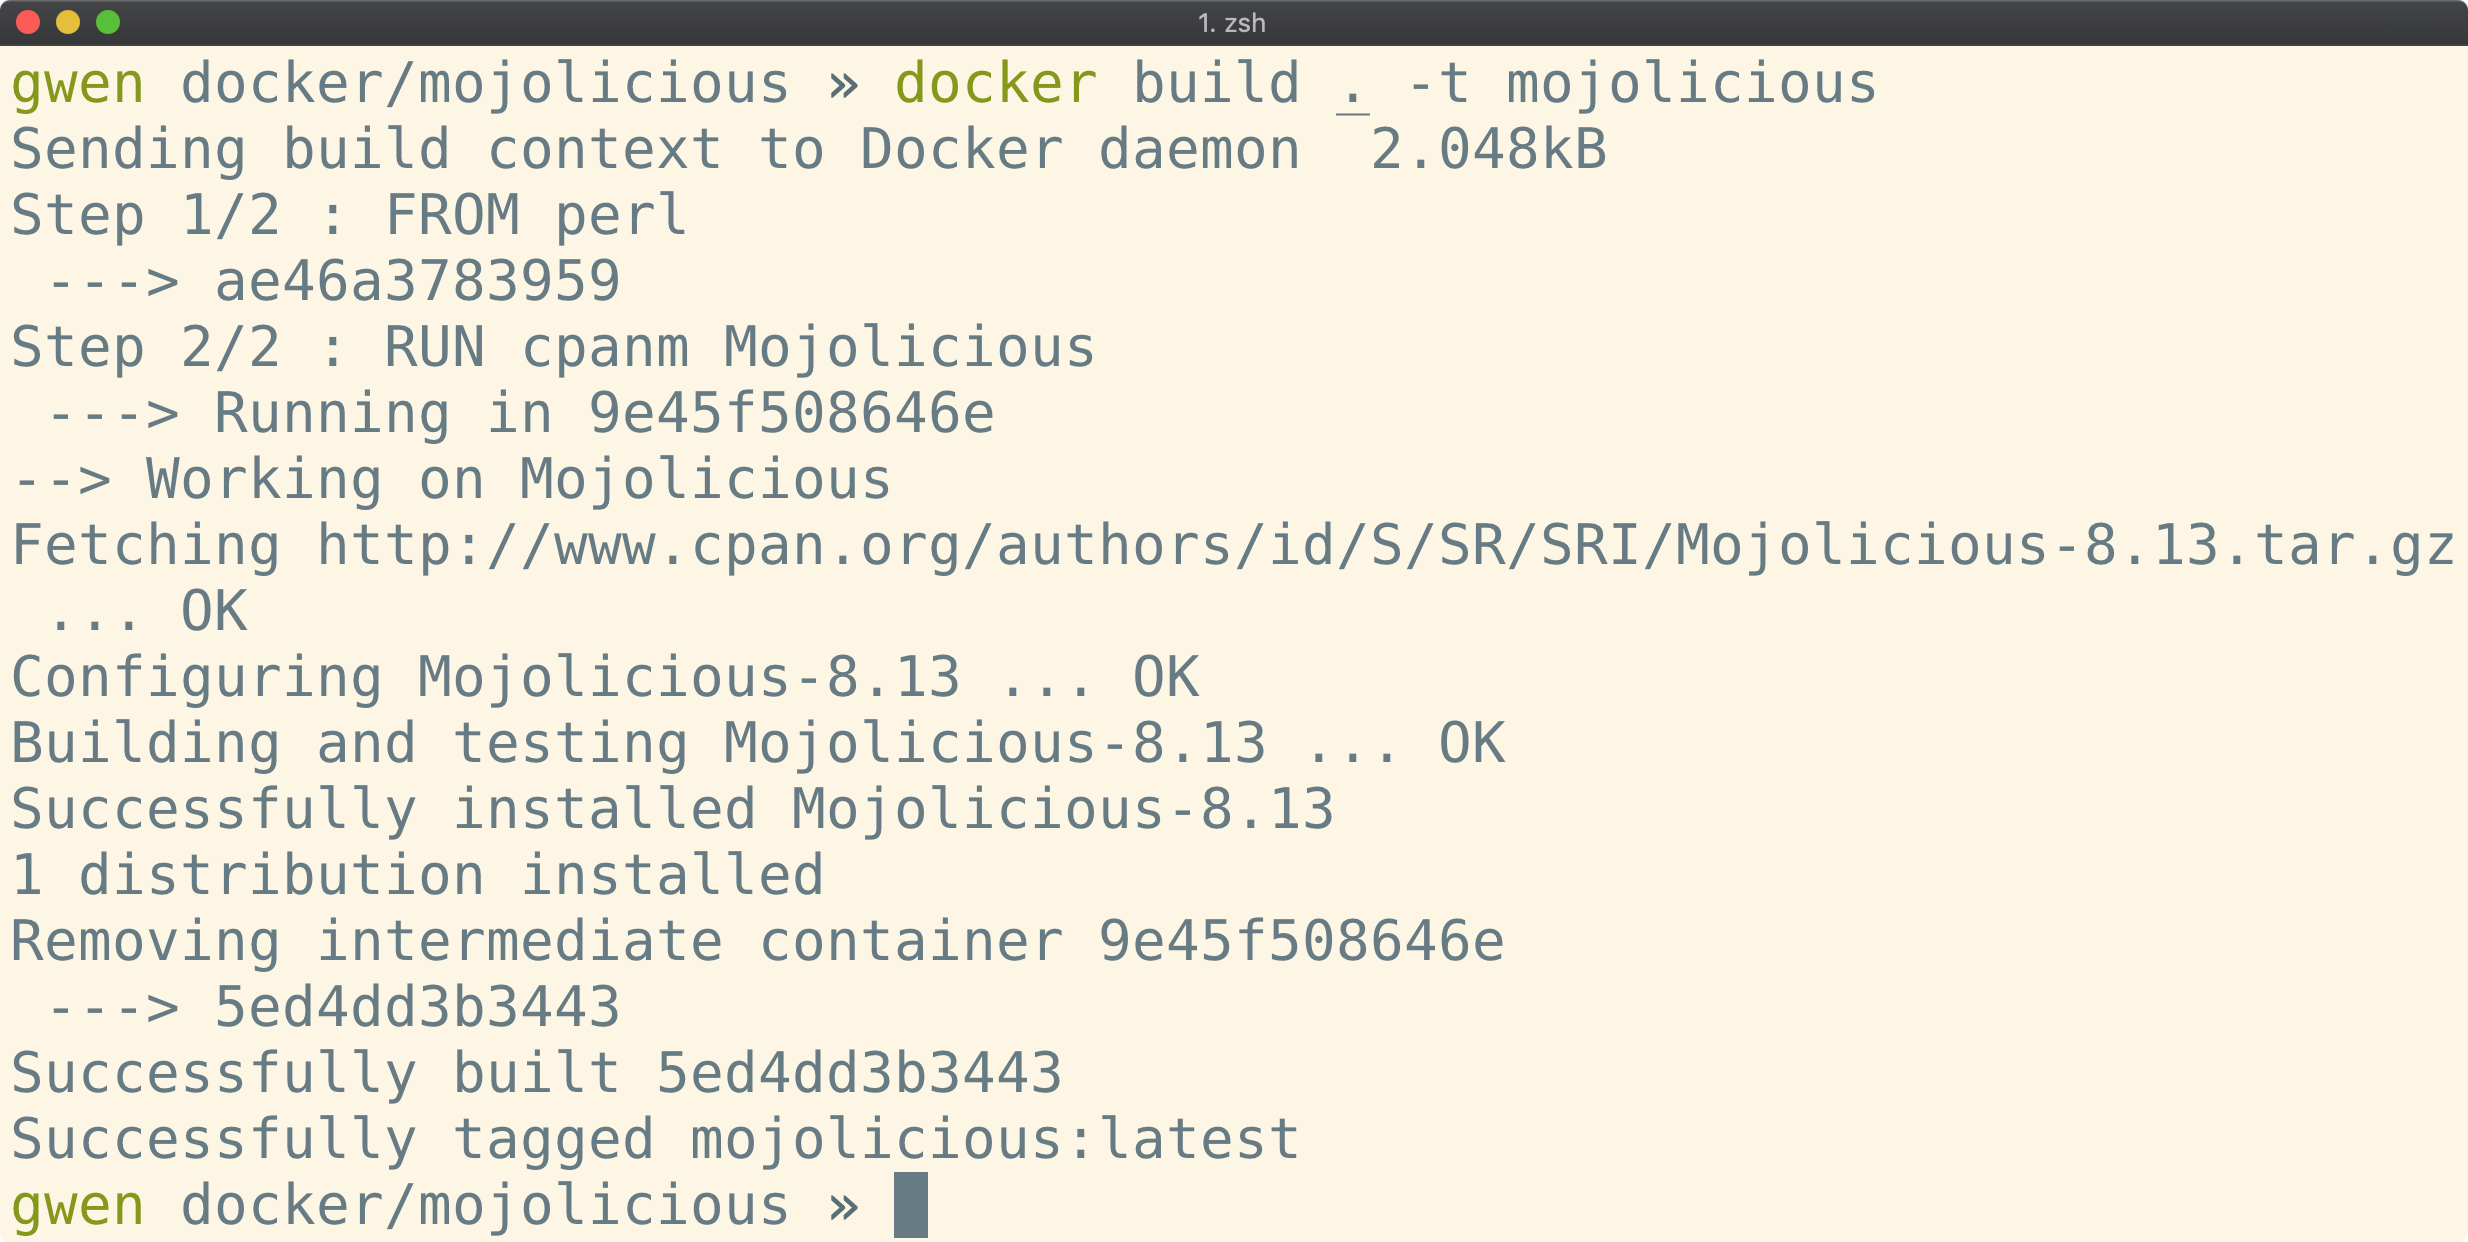 1. zsh
gwen docker/mojolicious » docker build . -t mojolicious
Sending build context to Docker daemon  2.048kB
Step 1/2 : FROM perl
 ---> ae46a3783959
Step 2/2 : RUN cpanm Mojolicious
 ---> Running in 9e45f508646e
--> Working on Mojolicious
Fetching http://www.cpan.org/authors/id/S/SR/SRI/Mojolicious-8.13.tar.gz
 ... OK
Configuring Mojolicious-8.13 ... OK
Building and testing Mojolicious-8.13 ... OK
Successfully installed Mojolicious-8.13
1 distribution installed
Removing intermediate container 9e45f508646e
 ---> 5ed4dd3b3443
Successfully built 5ed4dd3b3443
Successfully tagged mojolicious:latest
gwen docker/mojolicious »